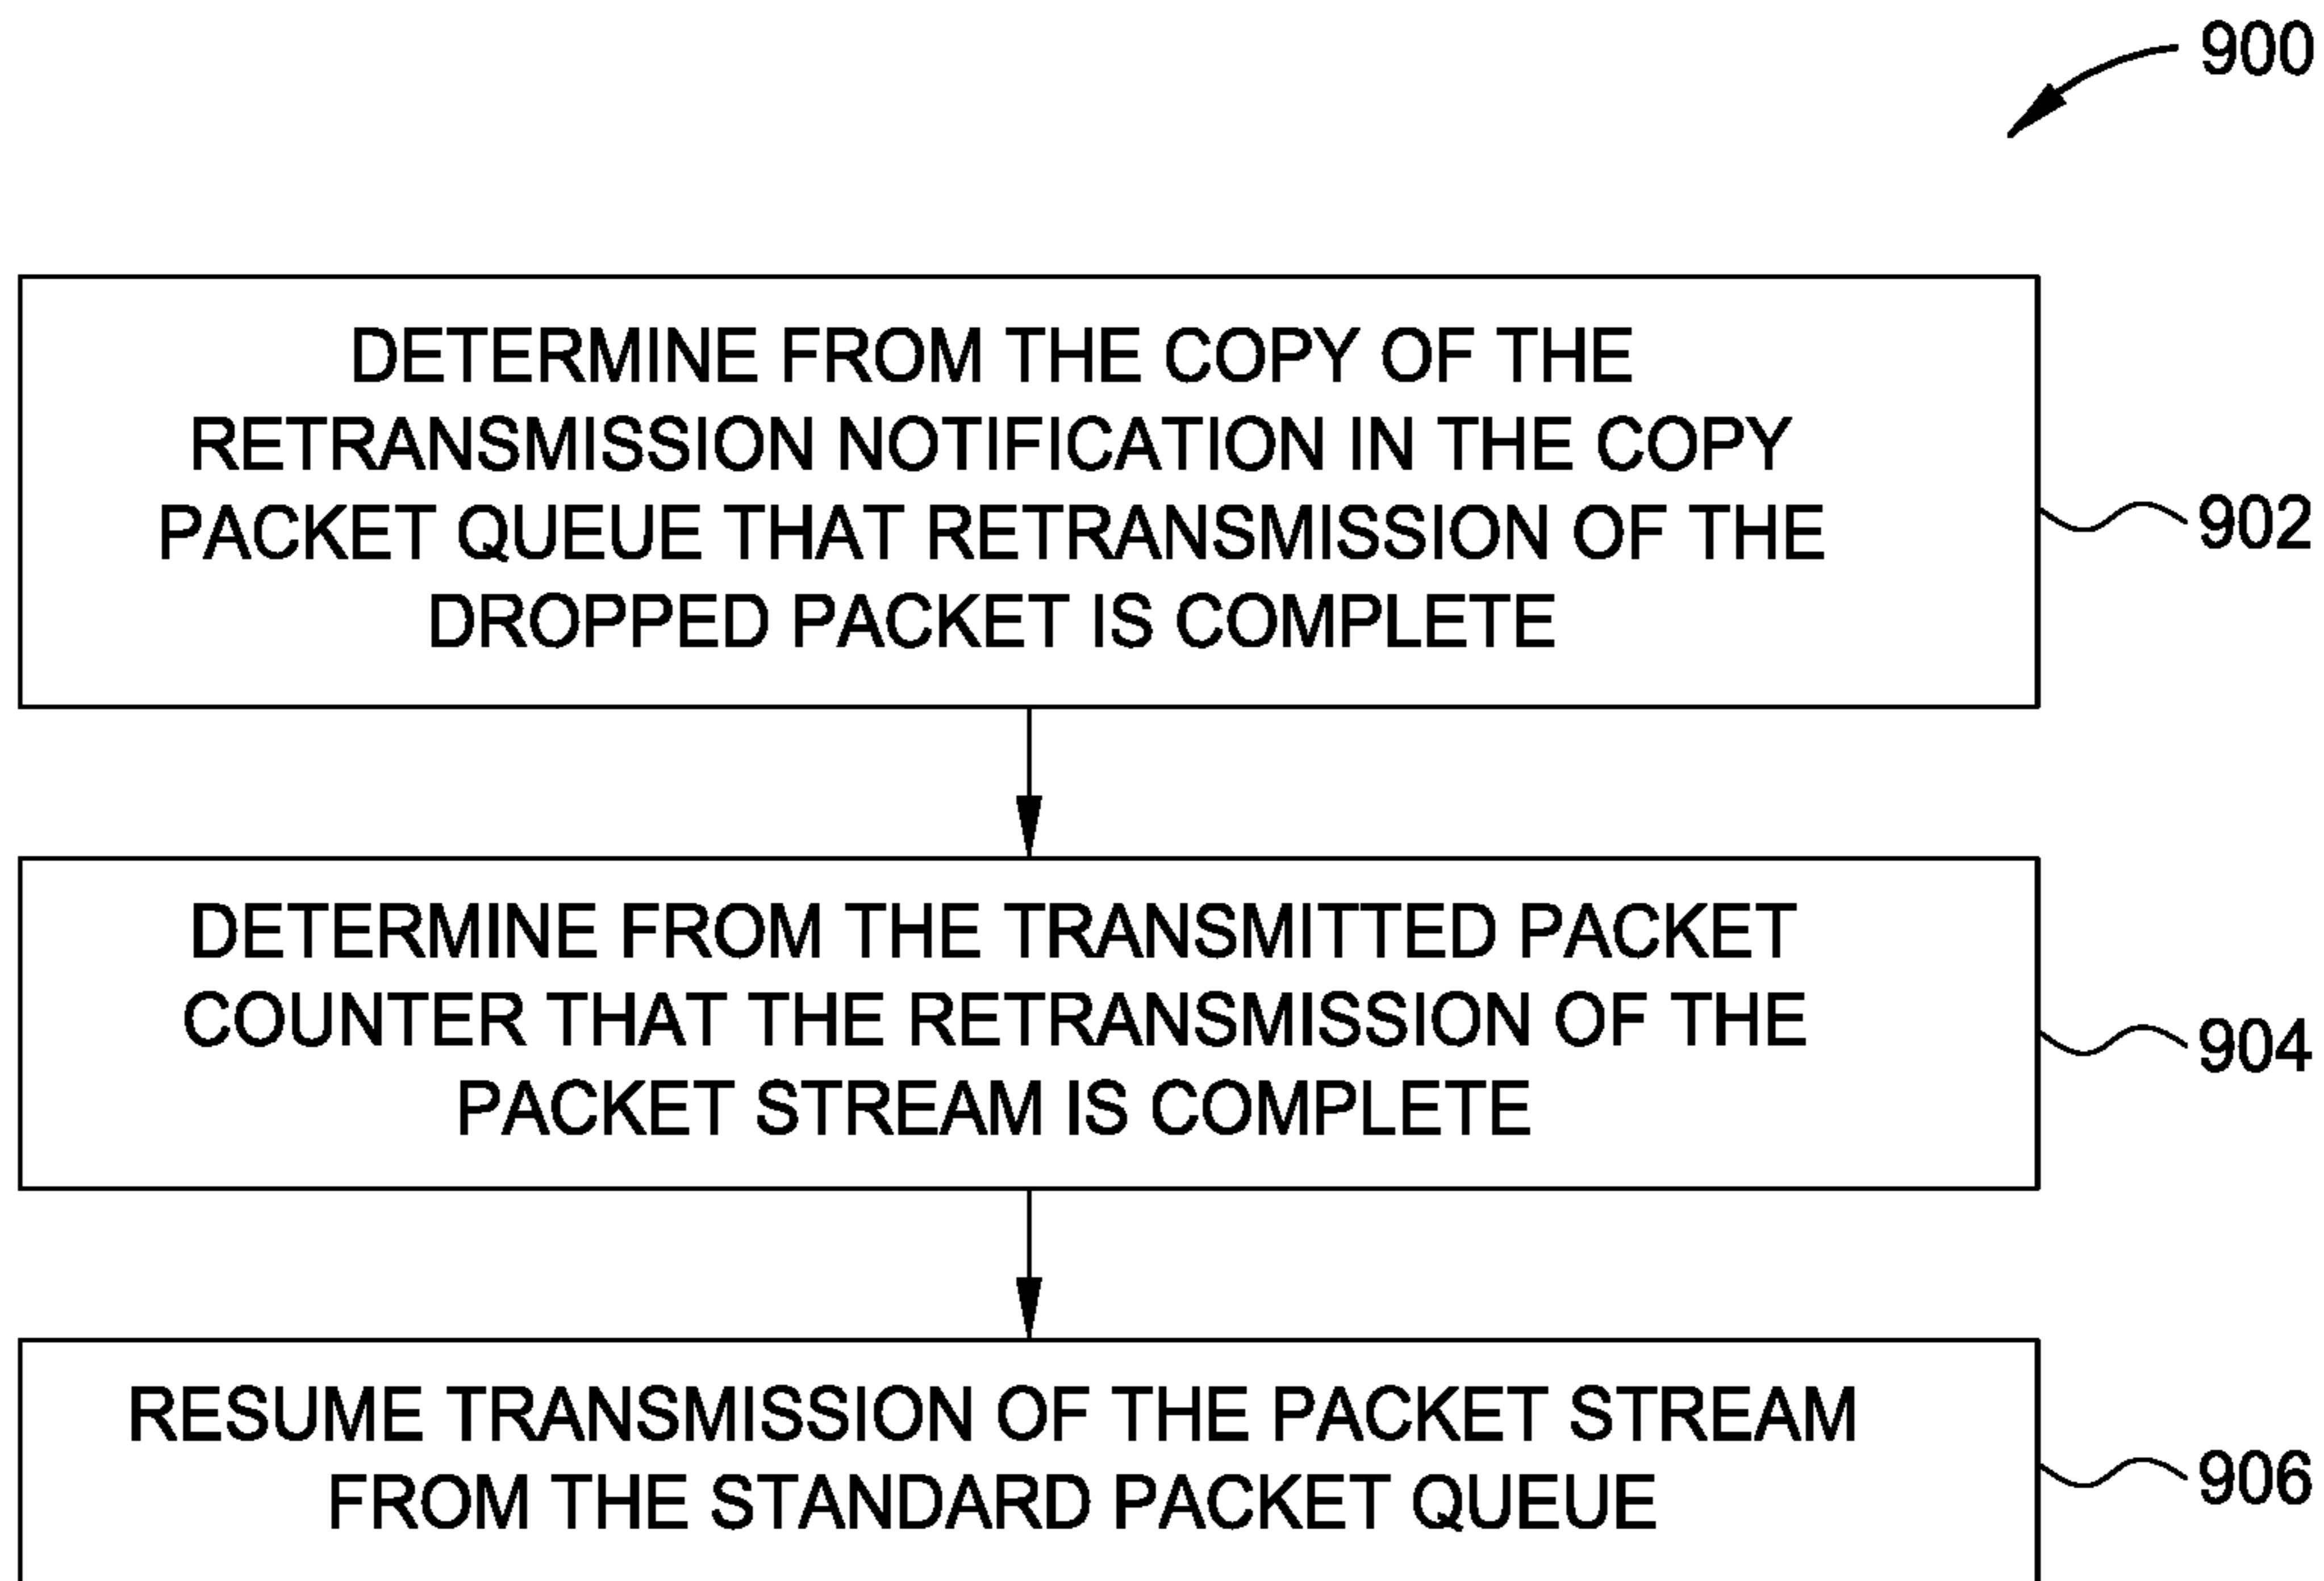 900
DETERMINE FROM THE COPY OF THE
RETRANSMISSION NOTIFICATION IN THE COPY
PACKET QUEUE THAT RETRANSMISSION OF THE
DROPPED PACKET IS COMPLETE
902
DETERMINE FROM THE TRANSMITTED PACKET
COUNTER THAT THE RETRANSMISSION OF THE
PACKET STREAM IS COMPLETE
904
RESUME TRANSMISSION OF THE PACKET STREAM
FROM THE STANDARD PACKET QUEUE
906